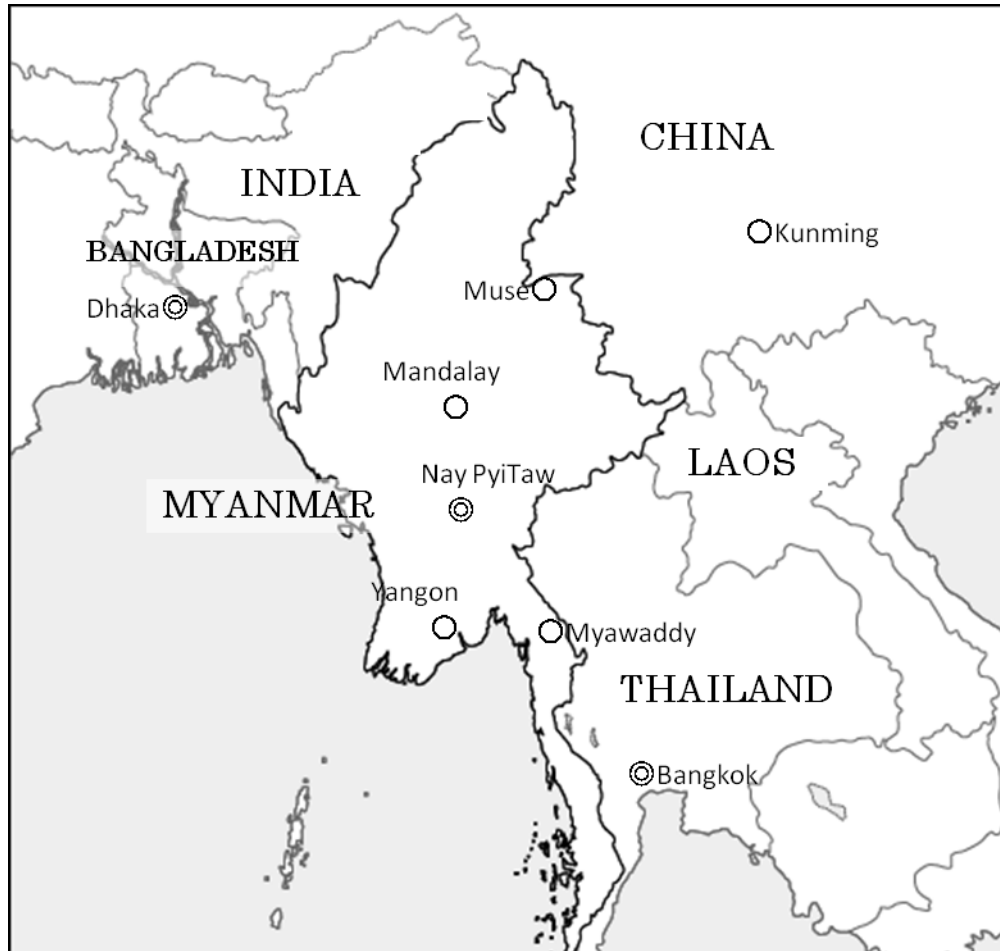 CHINA
INDIA
Kunming
BANGLADESH
Muse
Dhaka
Mandalay
LAOS
Nay PyiTaw
MYANMAR
Yangon
Myawaddy
THAILAND
Bangkok